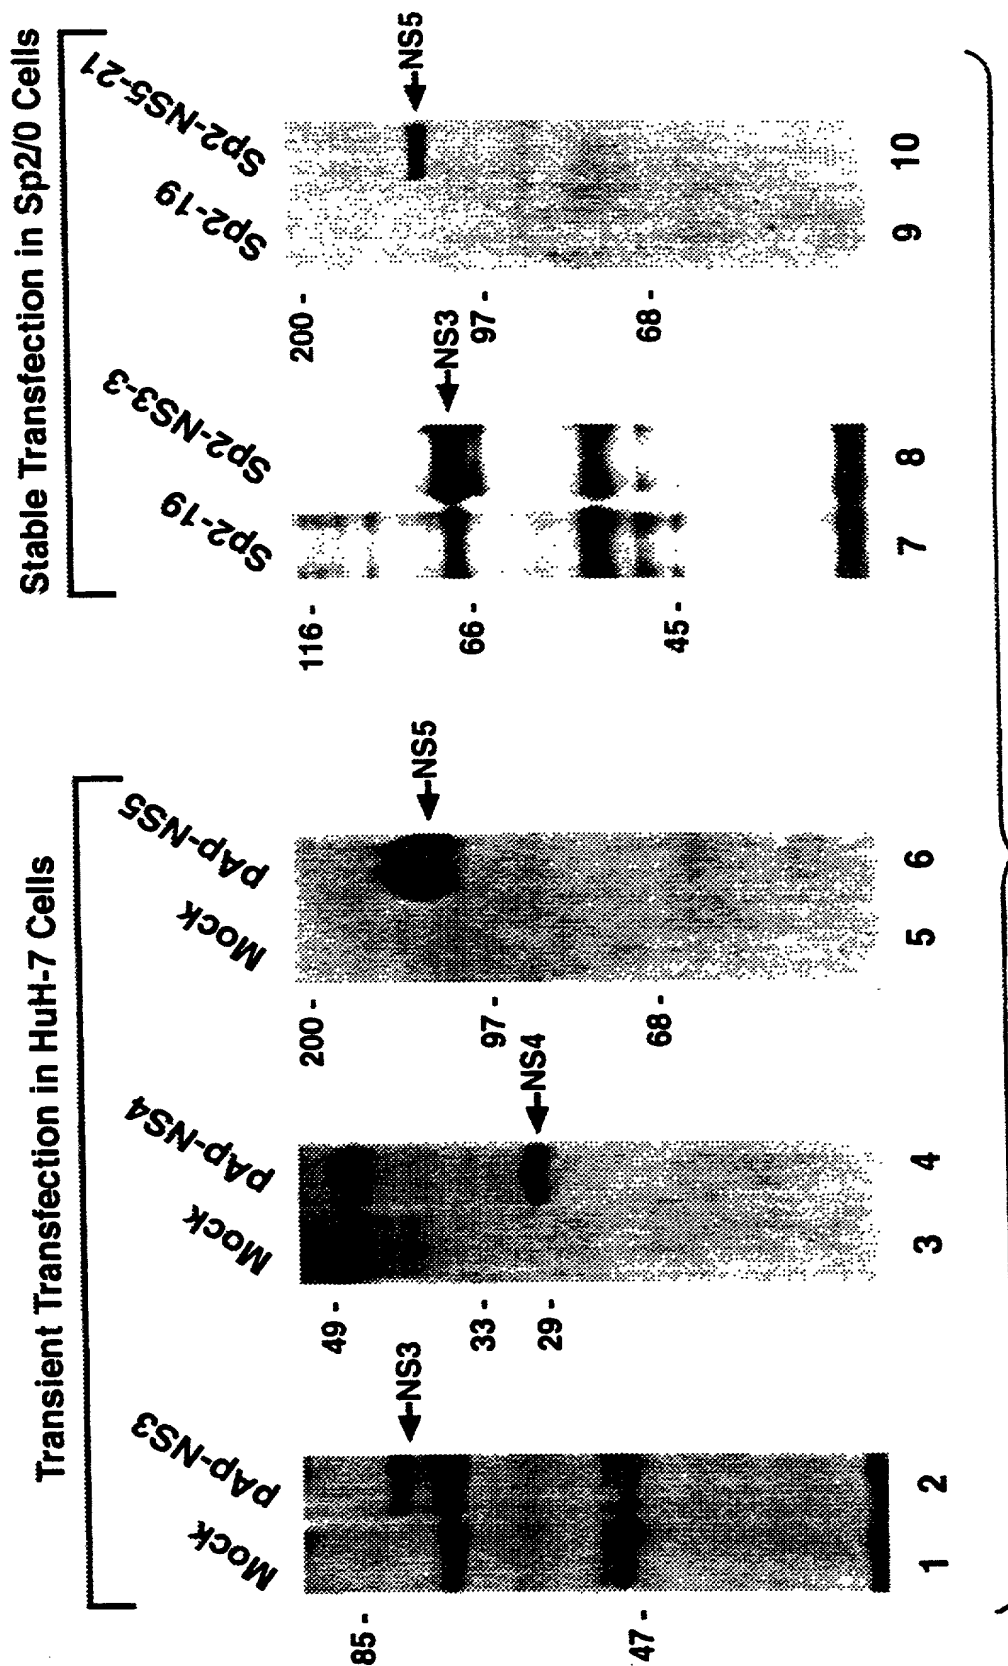 Transient Transfection in HuH-7 Cells
Stable Transfection in Sp2/0 Cells
Mock
pAp-NS3
Mock
pAp-NS4
Mock
pAp-NS5
Sp2-19
Sp2-NS3-3
Sp2-19
Sp2-NS5-21
85-
47-
NS3
49-
33-
29-
NS4
200-
97-
68-
NS5
116-
66-
45-
NS3
200-
97-
68-
NS5
1 2 3 4 5 6 7 8 9 10